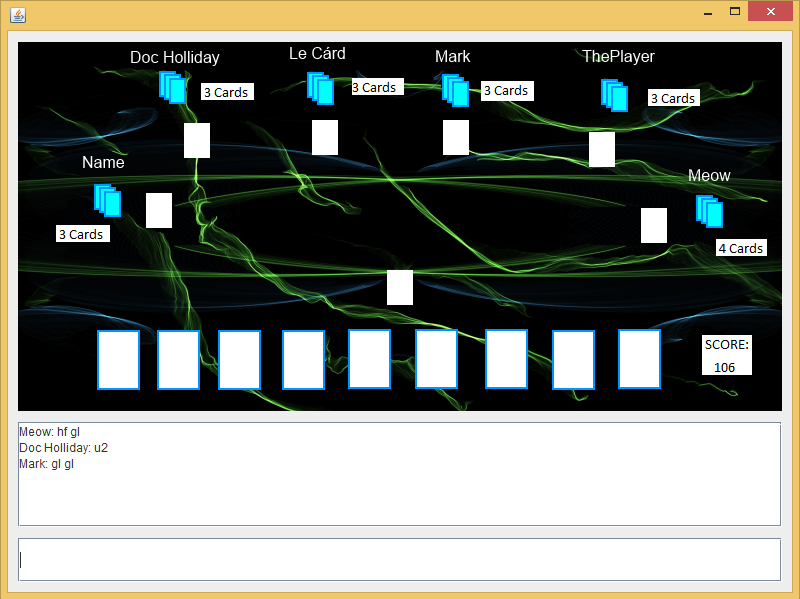 Doc Holliday
Le Cárd
Mark
ThePlayer
3 Cards
3 Cards
3 Cards
3 Cards
Name
Meow
3 Cards
4 Cards
SCORE:
106
Meow: hf gl
Doc Holliday: u2
Mark: gl gl